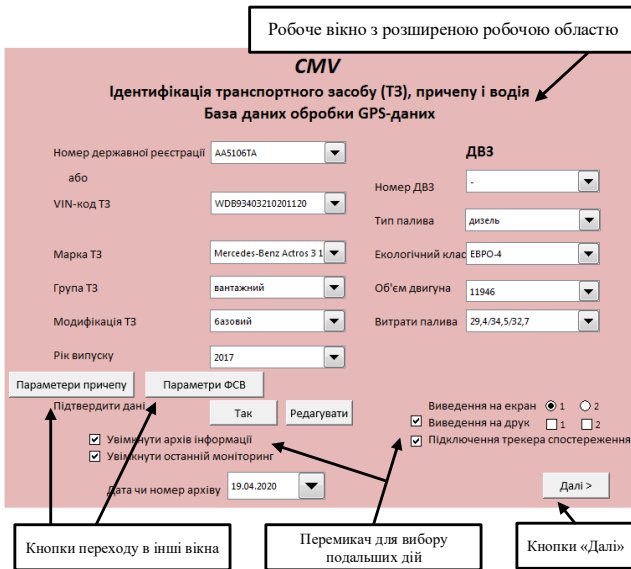 Робоче вікно з розширеною робочою областю
CMV
Ідентифікація транспортного засобу (ТЗ), причепу і водія
База даних обробки GPS-даних
Номер державної реєстрації АА5106ТА
або
VIN-код ТЗ WDB93403210201120
Марка ТЗ Mercedes-Benz Actros 3 1
Група ТЗ вантажний
Модифікація ТЗ базовий
Рік випуску 2017
ДВЗ
Номер ДВЗ -
Тип палива дизель
Екологічний клас ЕВРО-4
Об'єм двигуна 11946
Витрати палива 29,4/34,5/32,7
Параметери причепу Параметри ФСВ
Підтвердити дані Так Редагувати
Виведення на екран 1 2
Виведення на друк 1 2
Підключення трекера спостереження
Увімкнути архів інформації
Увімкнути останній моніторинг
Дата чи номер архіву 19.04.2020
Далі >
Кнопки переходу в інші вікна
Перемикач для вибору
подальших дій
Кнопки «Далі»